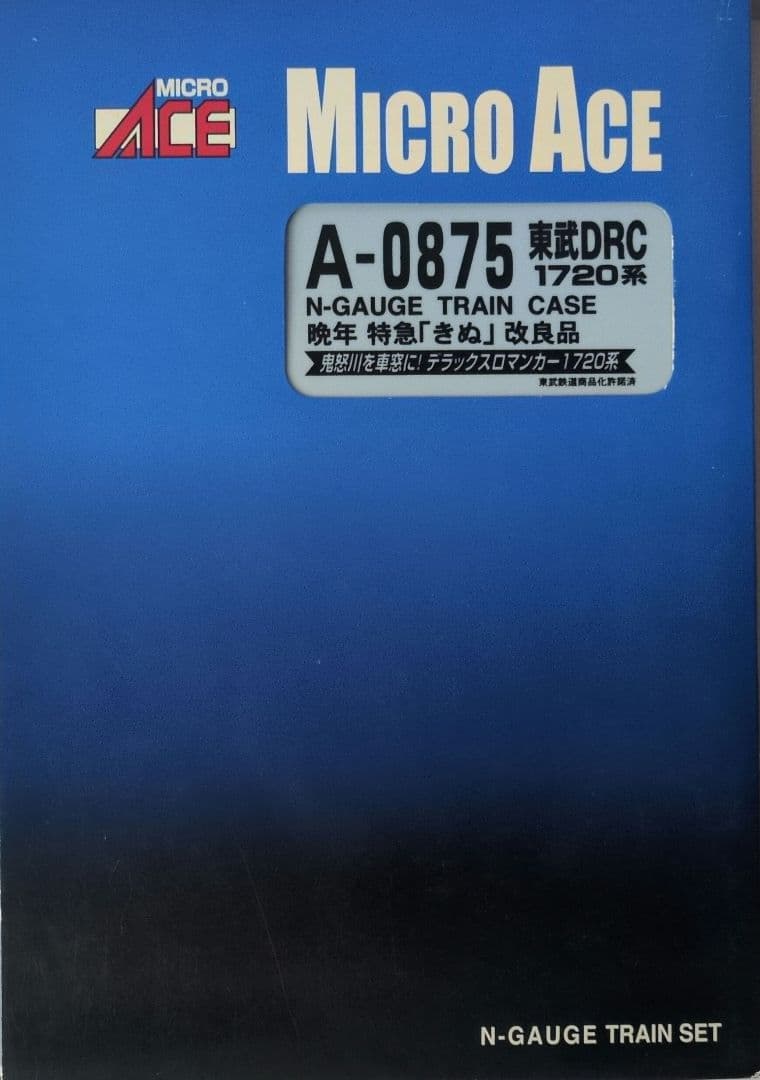 MICRO
ACE
MICRO ACE
A-0875 東武DRC
1720系
N-GAUGE TRAIN CASE
晩年 特急「きぬ」改良品
鬼怒川を車窓に!デラックスロマンカー1720系
東武鉄道商品化許諾済
N-GAUGE TRAIN SET